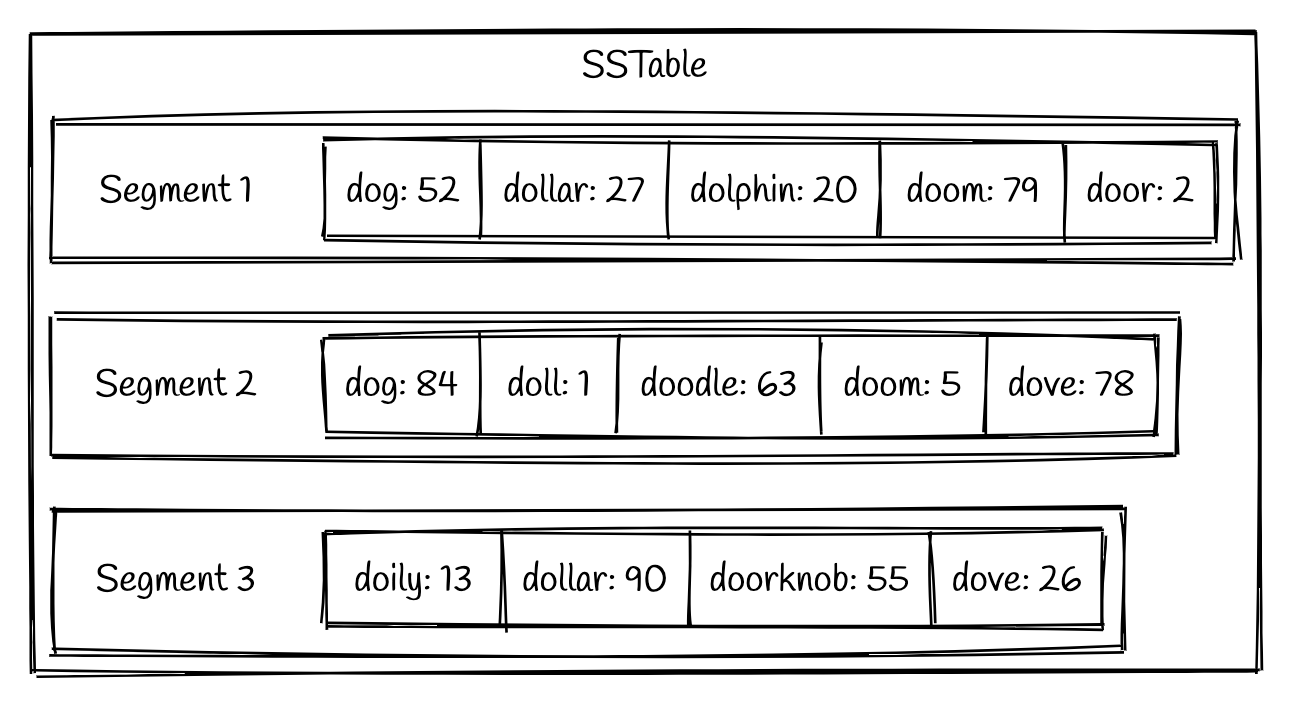 SSTable
Segment 1 dog: 52 dollar: 27 dolphin: 20 doom: 79 door: 2
Segment 2 dog: 84 doll: 1 doodle: 63 doom: 5 dove: 78
Segment 3 doily: 13 dollar: 90 doorknob: 55 dove: 26